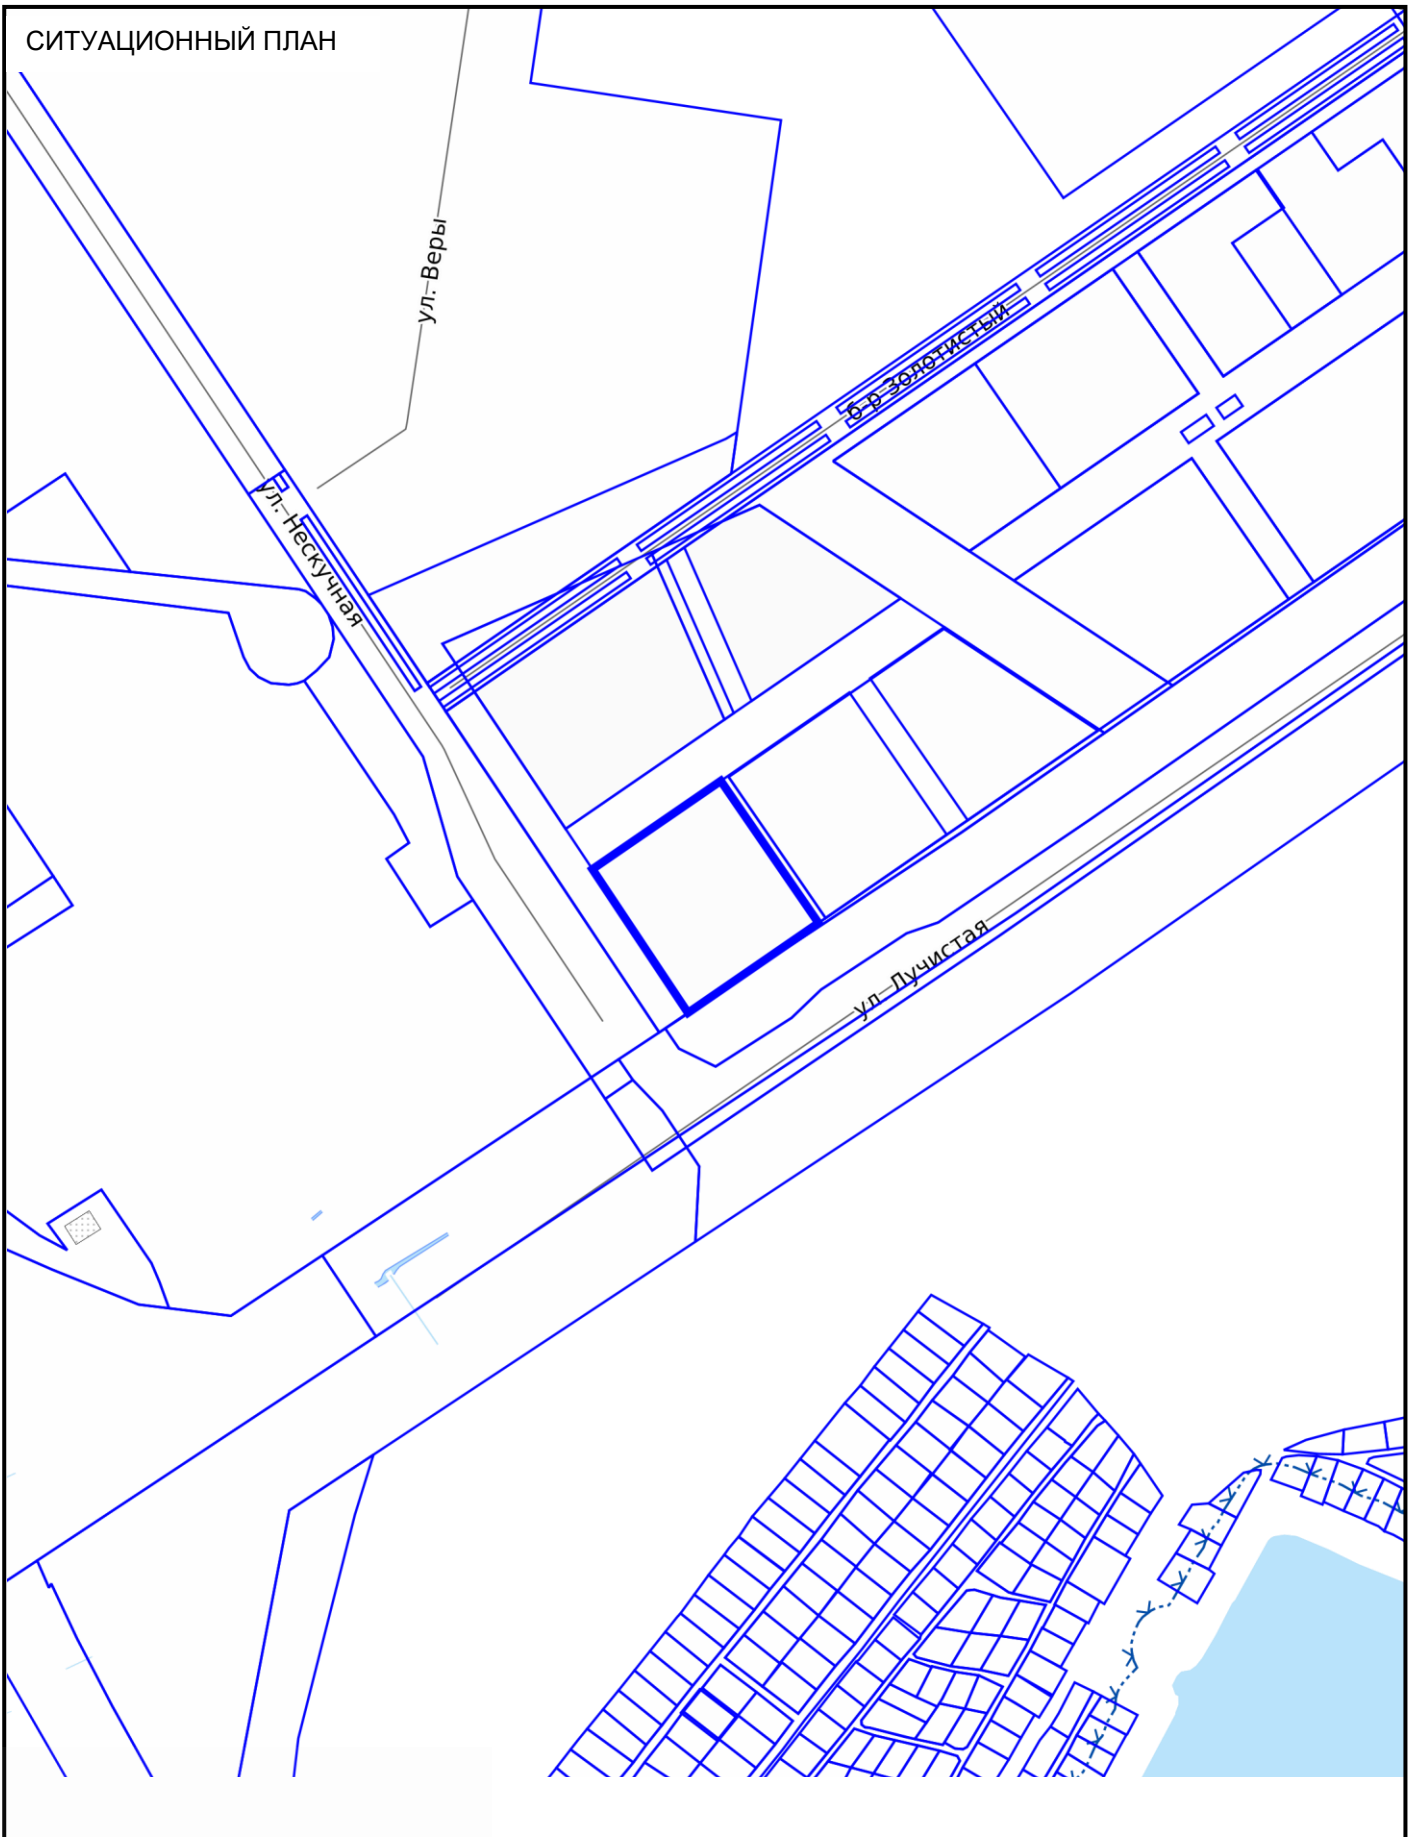 СИТУАЦИОННЫЙ ПЛАН
ул. Веры
б-р Золотистый
ул. Нескучная
ул. Лучистая